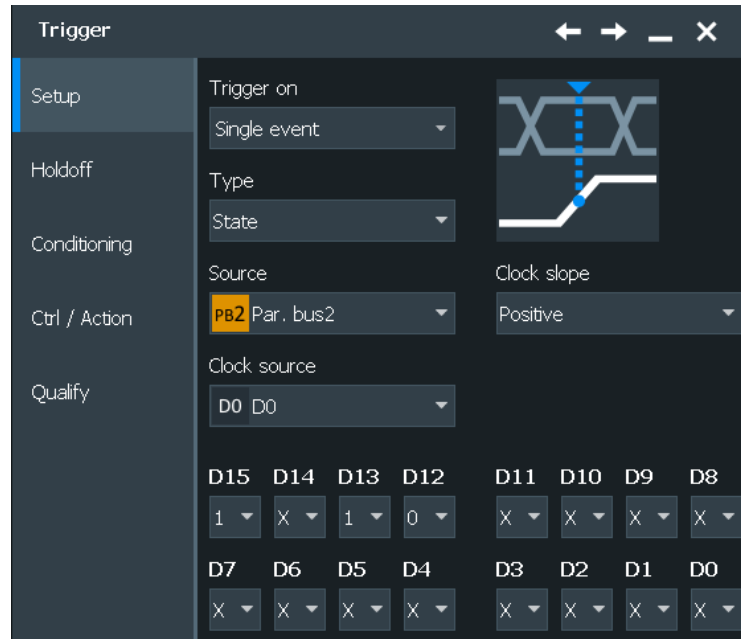 Trigger
Setup
Holdoff
Conditioning
Ctrl / Action
Qualify
Trigger on
Single event
Type
State
Source
Clock slope
PB2 Par. bus2
Positive
Clock source
D0 D0
D15 D14 D13 D12 D11 D10 D9 D8
1 X 1 0 X X X X
D7 D6 D5 D4 D3 D2 D1 D0
X X X X X X X X